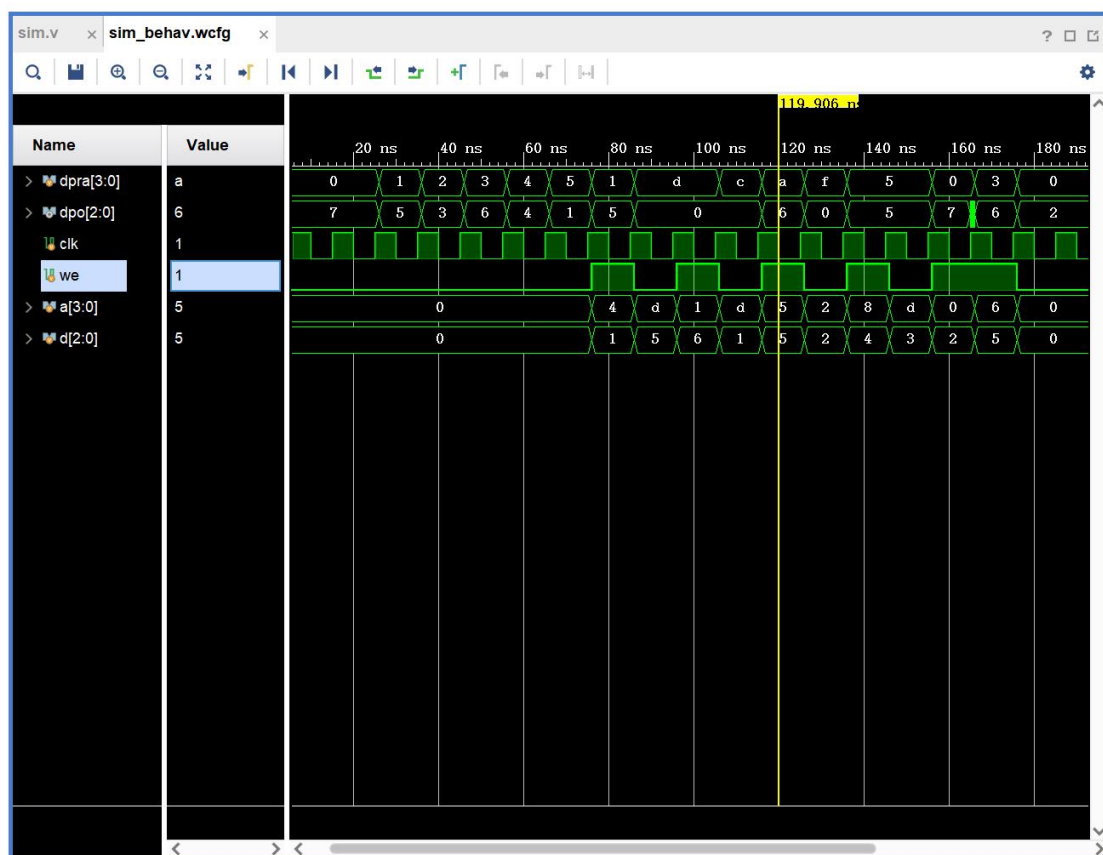 sim.v × sim_behav.wcfg × ?
119.906 ns
Name Value 20 ns 40 ns 60 ns 80 ns 100 ns 120 ns 140 ns 160 ns 180 ns
> dpra[3:0] a 0 1 2 3 4 5 1 d c a f 5 0 3 0
> dpo[2:0] 6 7 5 3 6 4 1 5 0 6 0 5 7 6 2
clk 1
we 1
> a[3:0] 5 0 4 d 1 d 5 2 8 d 0 6 0
> d[2:0] 5 0 1 5 6 1 5 2 4 3 2 5 0